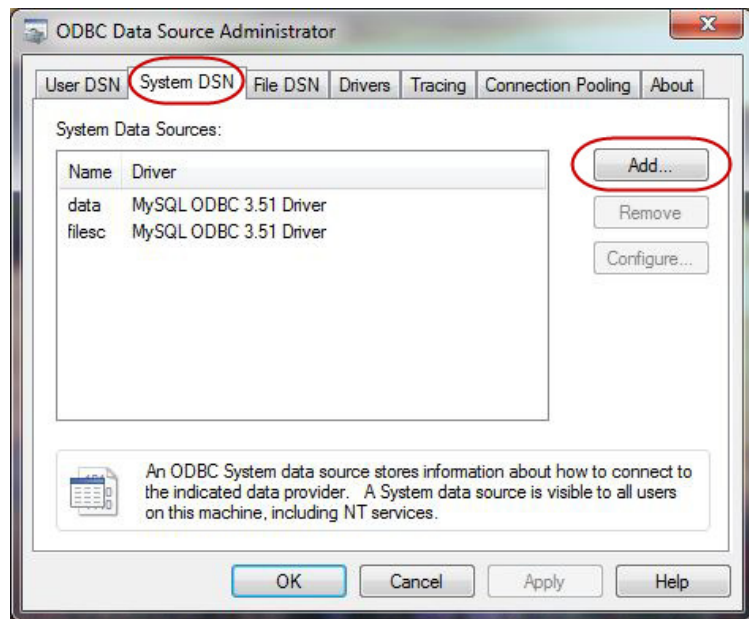 ODBC Data Source Administrator
User DSN System DSN File DSN Drivers Tracing Connection Pooling About
System Data Sources:
Name Driver
data MySQL ODBC 3.51 Driver
filesc MySQL ODBC 3.51 Driver
Add...
Remove
Configure...
An ODBC System data source stores information about how to connect to
the indicated data provider. A System data source is visible to all users
on this machine, including NT services.
OK Cancel Apply Help